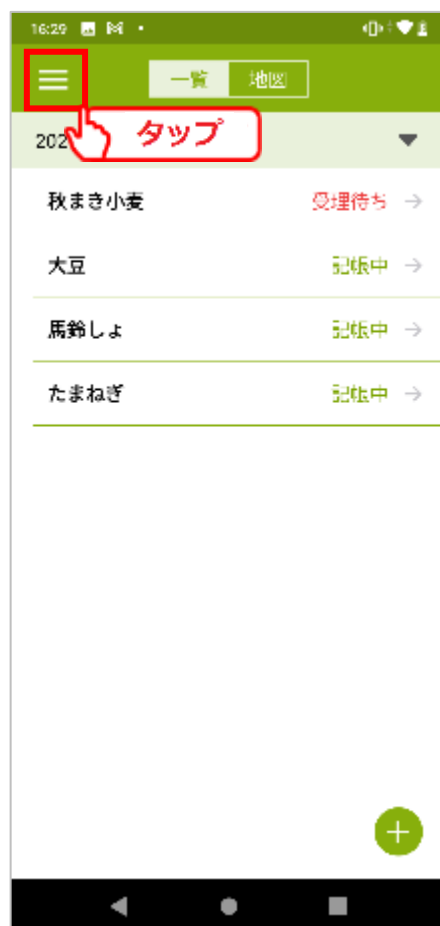 16:29
一覧 地図
202
タップ
秋まき小麦 受理待ち
大豆 記帳中
馬鈴しょ 記帳中
たまねぎ 記帳中